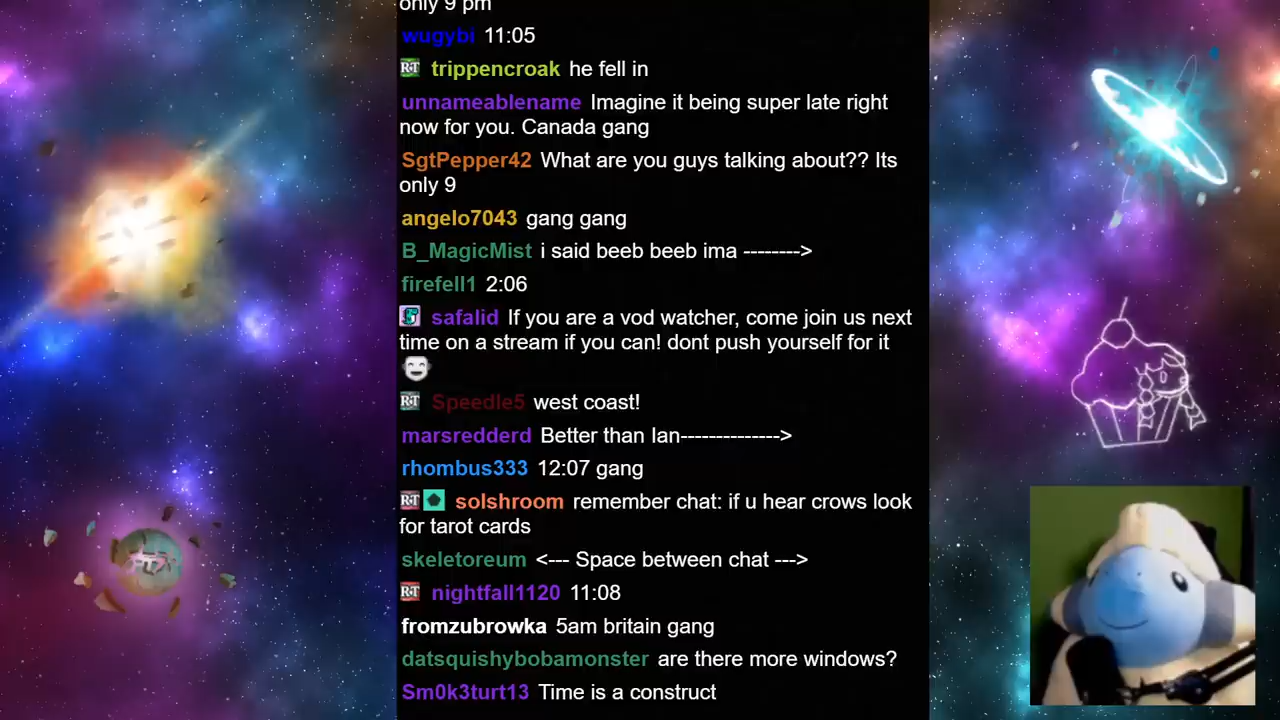 only 9 pm
wugybi 11:05
RT trippencroak he fell in
unnameablename Imagine it being super late right
now for you. Canada gang
SgtPepper42 What are you guys talking about?? Its
only 9
angelo7043 gang gang
B_MagicMist i said beeb beeb ima -------->
firefell1 2:06
safalid If you are a vod watcher, come join us next
time on a stream if you can! dont push yourself for it
RT Speedle5 west coast!
marsredderd Better than Ian-------------->
rhombus333 12:07 gang
RT solshroom remember chat: if u hear crows look
for tarot cards
skeletoreum <--- Space between chat --->
RT nightfall1120 11:08
fromzubrowka 5am britain gang
datsquishybobamonster are there more windows?
Sm0k3turt13 Time is a construct